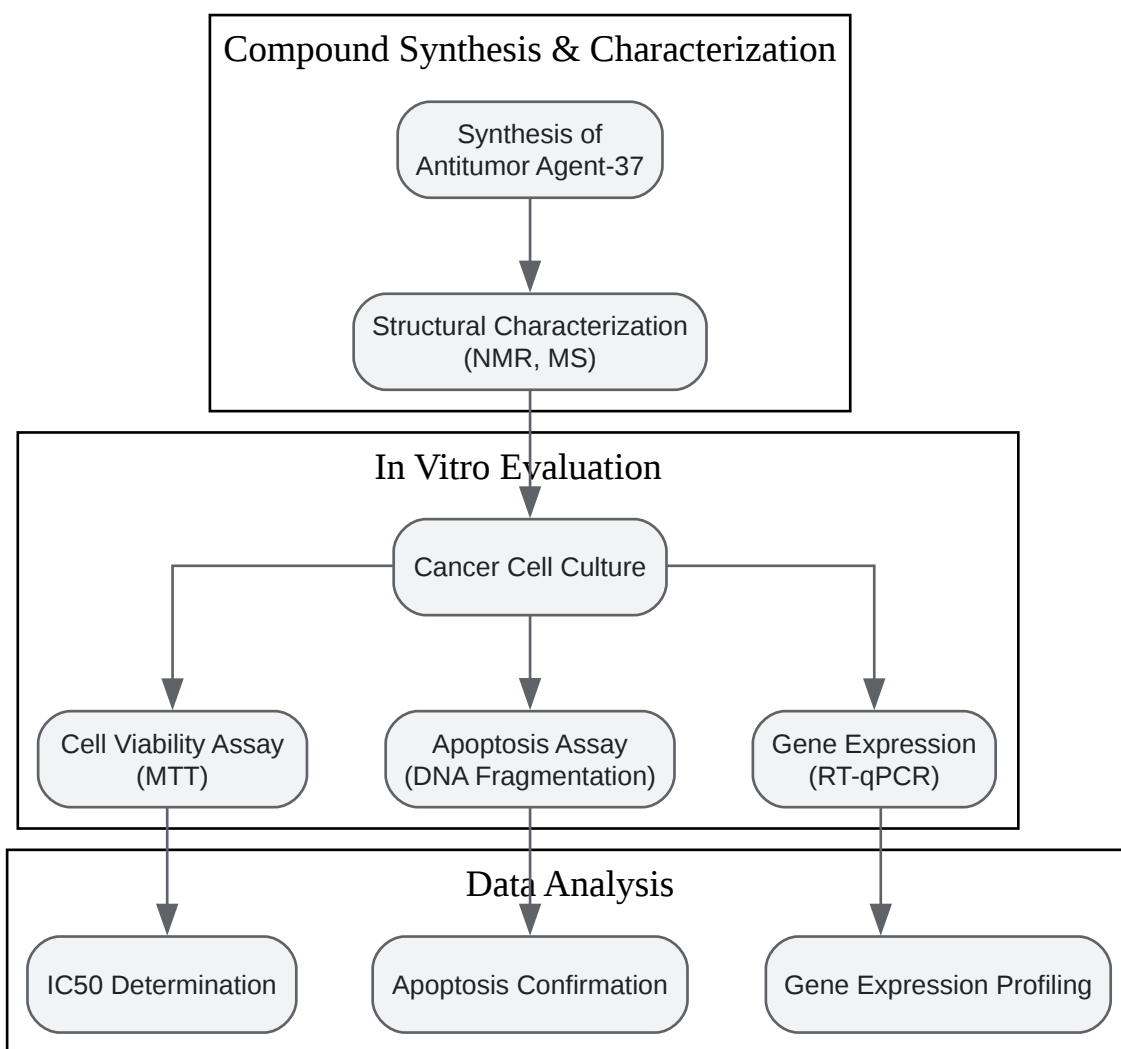 Compound Synthesis & Characterization
Synthesis of
Antitumor Agent-37
Structural Characterization
(NMR, MS)
In Vitro Evaluation
Cancer Cell Culture
Cell Viability Assay
(MTT)
Apoptosis Assay
(DNA Fragmentation)
Gene Expression
(RT-qPCR)
Data Analysis
IC50 Determination
Apoptosis Confirmation
Gene Expression Profiling